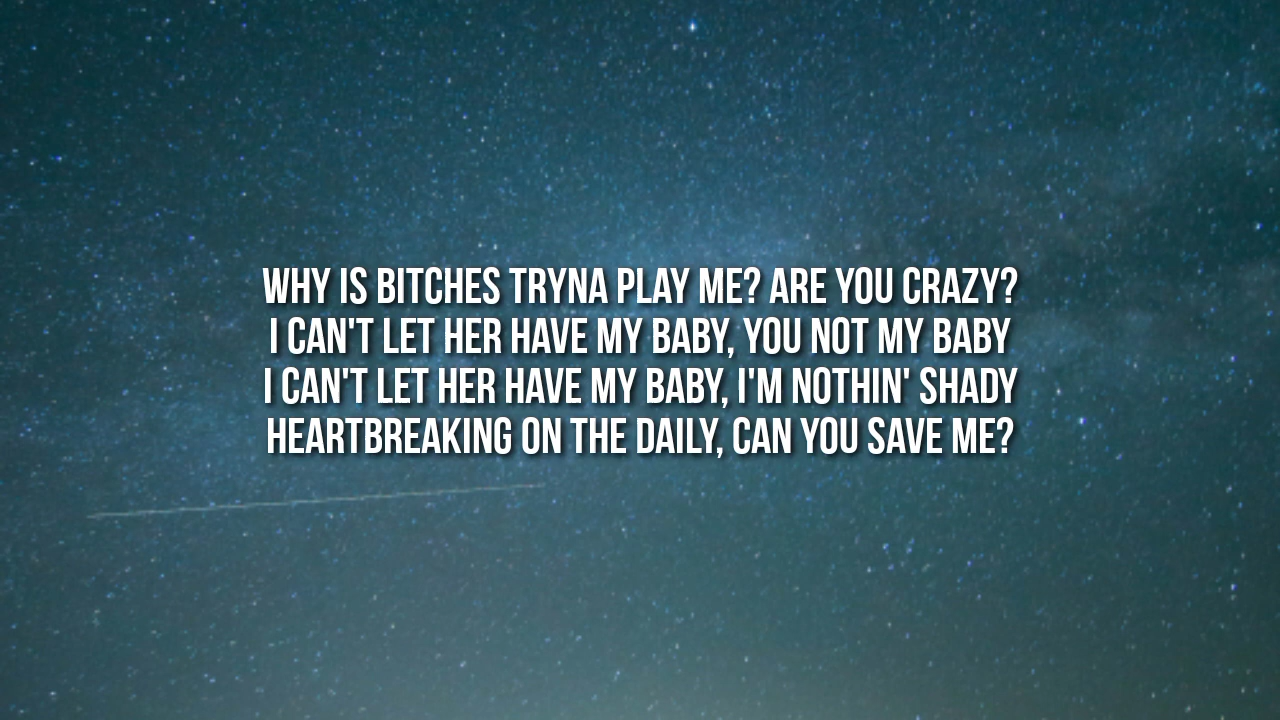 WHY IS BITCHES TRYNA PLAY ME? ARE YOU CRAZY?
I CAN'T LET HER HAVE MY BABY, YOU NOT MY BABY
I CAN'T LET HER HAVE MY BABY, I'M NOTHIN' SHADY
HEARTBREAKING ON THE DAILY, CAN YOU SAVE ME?